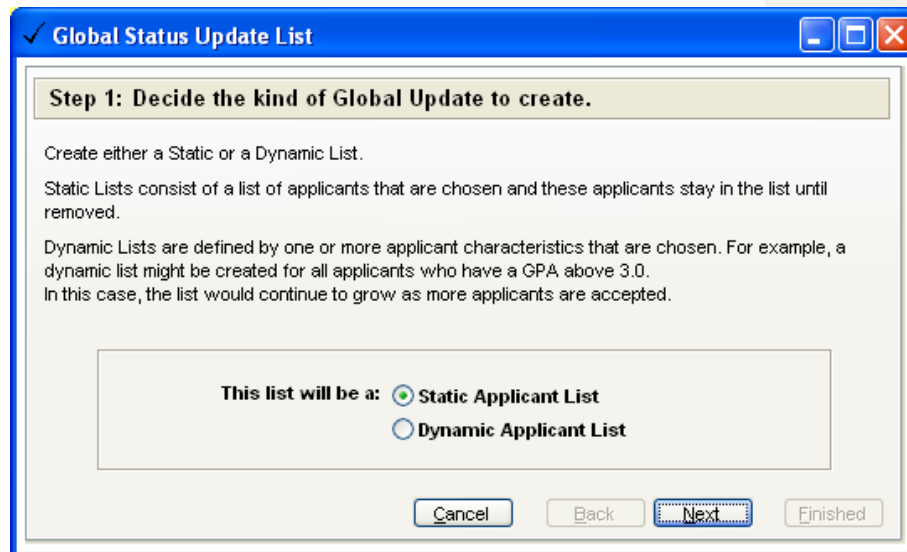 Global Status Update List
Step 1: Decide the kind of Global Update to create.
Create either a Static or a Dynamic List.
Static Lists consist of a list of applicants that are chosen and these applicants stay in the list until
removed.
Dynamic Lists are defined by one or more applicant characteristics that are chosen. For example, a
dynamic list might be created for all applicants who have a GPA above 3.0.
In this case, the list would continue to grow as more applicants are accepted.
This list will be a: Static Applicant List
Dynamic Applicant List
Cancel Back Next Finished